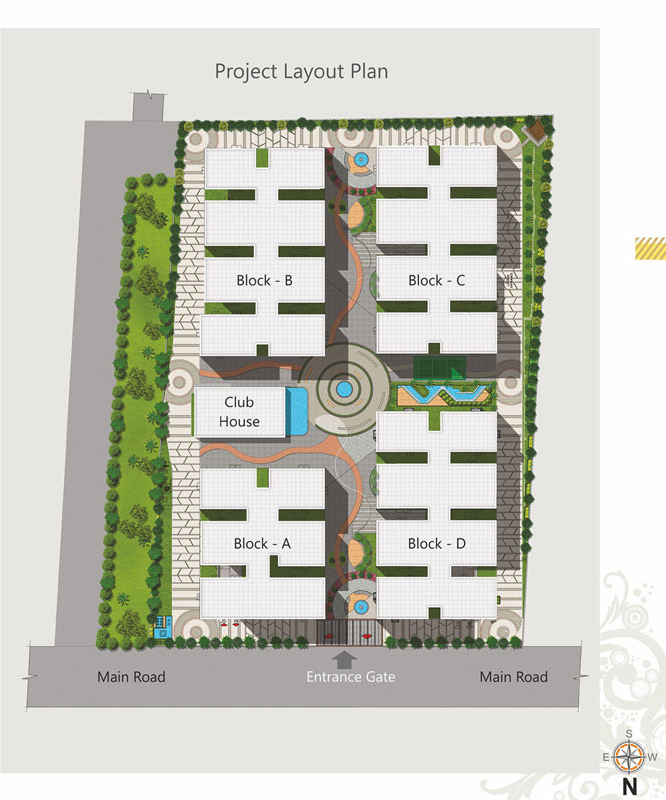 Project Layout Plan
Block - B
Block - C
Club
House
Block - A
Block - D
Main Road
Entrance Gate
Main Road
S
E
W
N